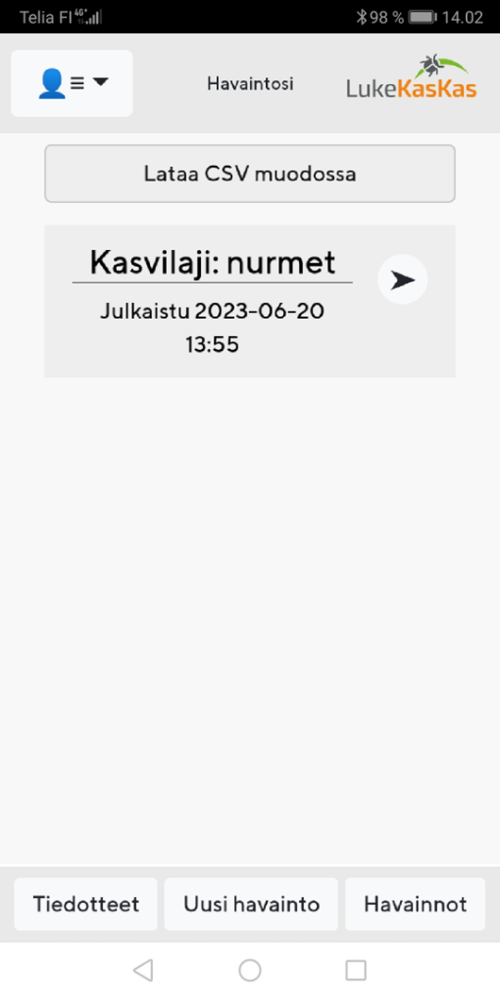 Telia FI 4G+ 98 % 14.02
Havaintosi
LukeKasKas
Lataa CSV muodossa
Kasvilaji: nurmet
Julkaistu 2023-06-20
13:55
Tiedotteet Uusi havainto Havainnot